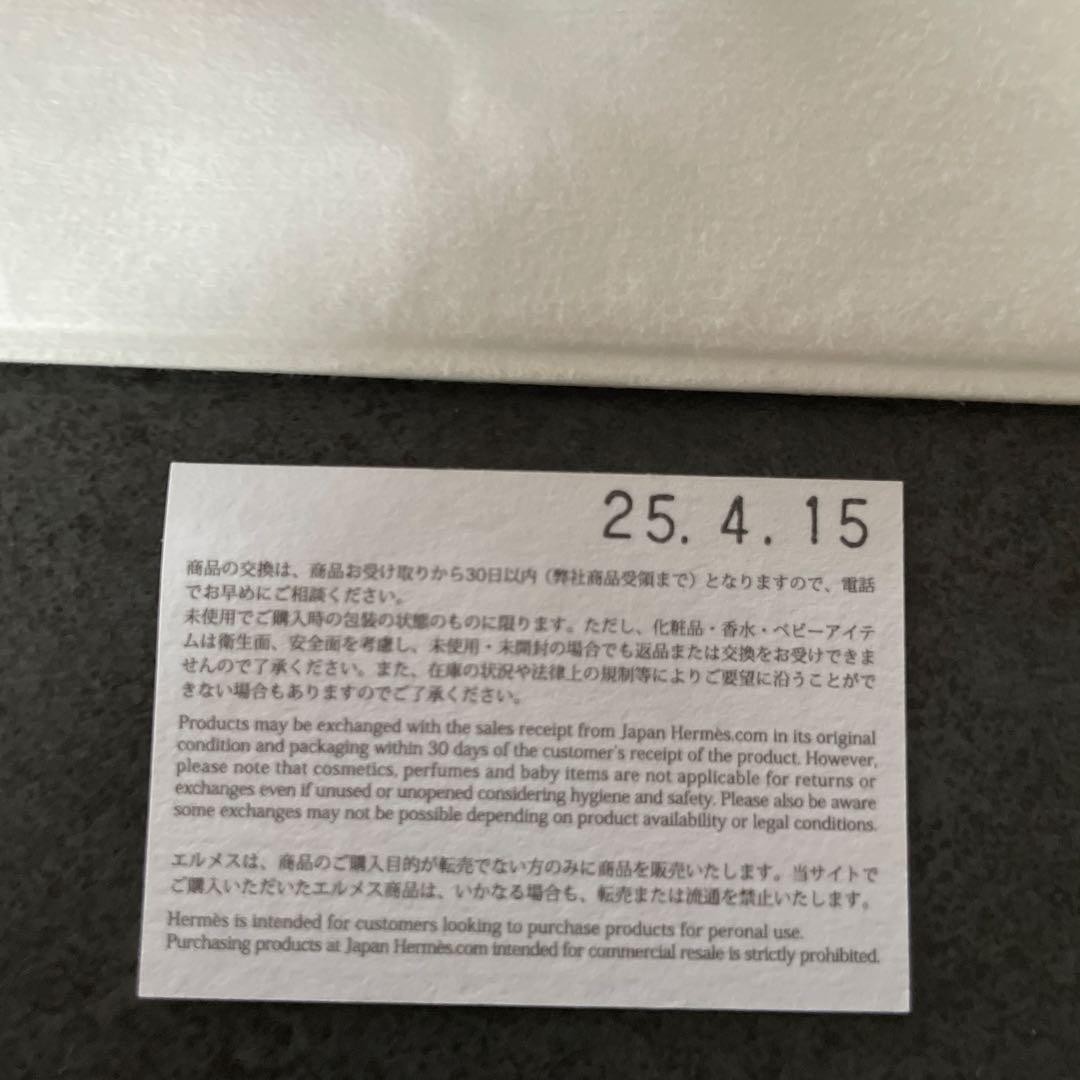 25. 4. 15
商品の交換は、商品お受け取りから30日以内（弊社商品受領まで）となりますので、電話
でお早めにご相談ください。
未使用でご購入時の包装の状態のものに限ります。ただし、化粧品・香水・ベビーアイテ
ムは衛生面、安全面を考慮し、未使用・未開封の場合でも返品または交換をお受けできま
せんので了承ください。また、在庫の状況や法律上の規制等によりご要望に沿うことがで
きない場合もありますのでご了承ください。
Products may be exchanged with the sales receipt from Japan Hermès.com in its original
condition and packaging within 30 days of the customer's receipt of the product. However,
please note that cosmetics, perfumes and baby items are not applicable for returns or
exchanges even if unused or unopened considering hygiene and safety. Please also be aware
some exchanges may not be possible depending on product availability or legal conditions.
エルメスは、商品のご購入目的が転売でない方のみに商品を販売いたします。当サイトで
ご購入いただいたエルメス商品は、いかなる場合も、転売または流通を禁止いたします。
Hermès is intended for customers looking to purchase products for peronal use.
Purchasing products at Japan Hermès.com intended for commercial resale is strictly prohibited.